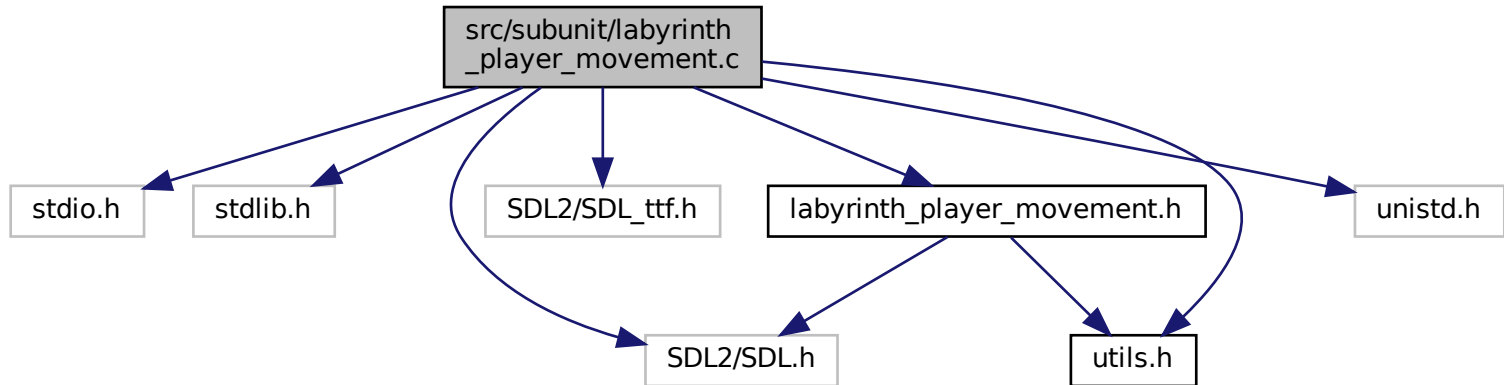 src/subunit/labyrinth
_player_movement.c
stdio.h
stdlib.h
SDL2/SDL_ttf.h
labyrinth_player_movement.h
unistd.h
SDL2/SDL.h
utils.h